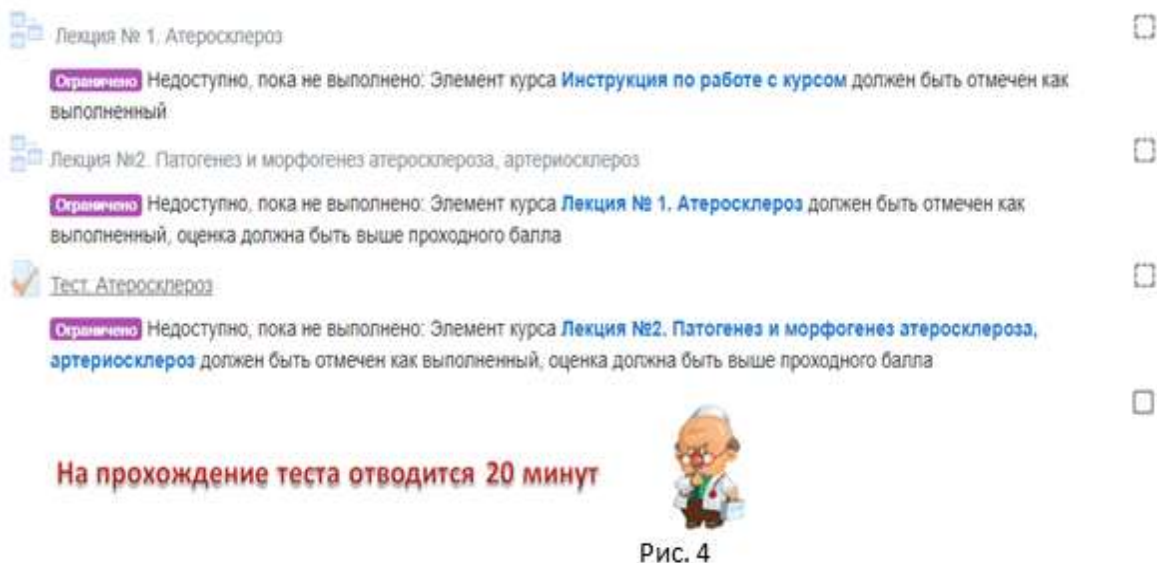 Лекция № 1. Атеросклероз
Ограничено Недоступно, пока не выполнено: Элемент курса Инструкция по работе с курсом должен быть отмечен как
выполненный
Лекция №2. Патогенез и морфогенез атеросклероза, артериосклероз
Ограничено Недоступно, пока не выполнено: Элемент курса Лекция № 1. Атеросклероз должен быть отмечен как
выполненный, оценка должна быть выше проходного балла
Тест. Атеросклероз
Ограничено Недоступно, пока не выполнено: Элемент курса Лекция №2. Патогенез и морфогенез атеросклероза,
артериосклероз должен быть отмечен как выполненный, оценка должна быть выше проходного балла
На прохождение теста отводится 20 минут
Рис. 4